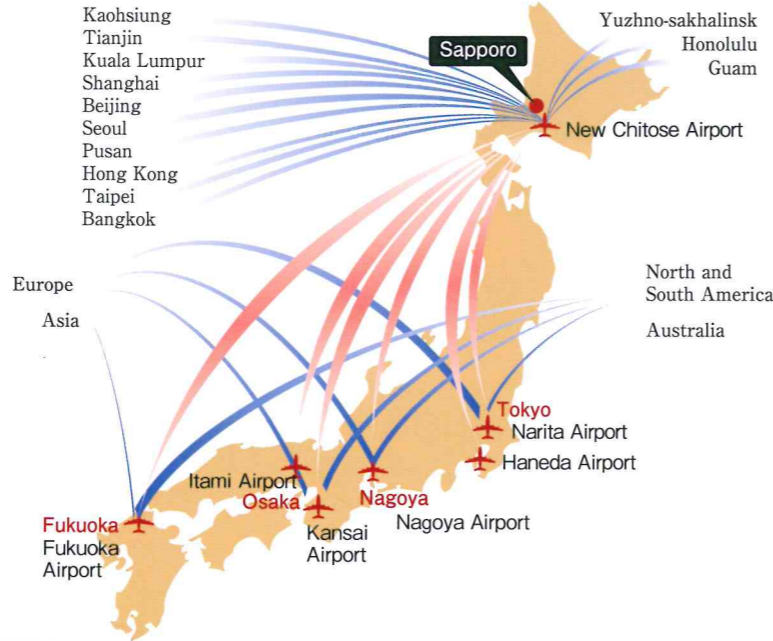 Kaohsiung
Tianjin
Kuala Lumpur
Shanghai
Beijing
Seoul
Pusan
Hong Kong
Taipei
Bangkok
Yuzhno-sakhalinsk
Honolulu
Guam
Sapporo
New Chitose Airport
Europe
Asia
North and
South America
Australia
Tokyo
Narita Airport
Haneda Airport
Itami Airport
Osaka
Kansai
Airport
Nagoya
Nagoya Airport
Fukuoka
Fukuoka
Airport